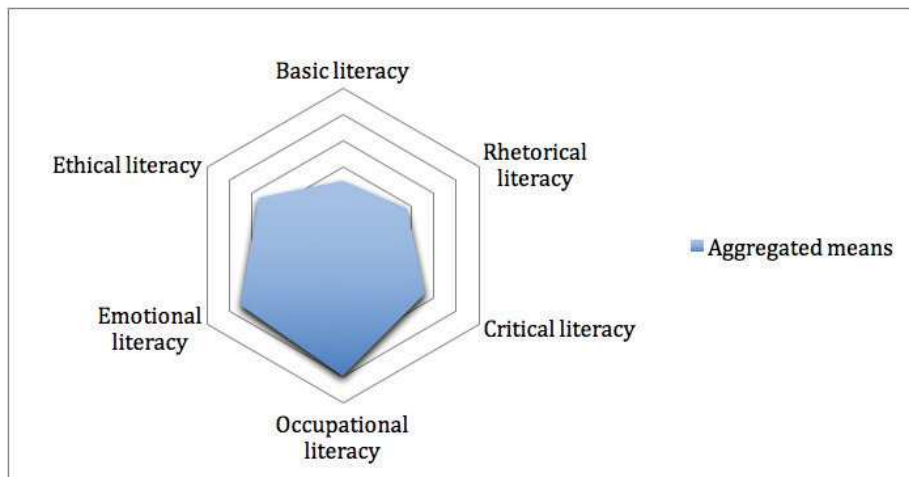 Basic literacy
Rhetorical
literacy
Ethical literacy
Aggregated means
Emotional
literacy
Critical literacy
Occupational
literacy